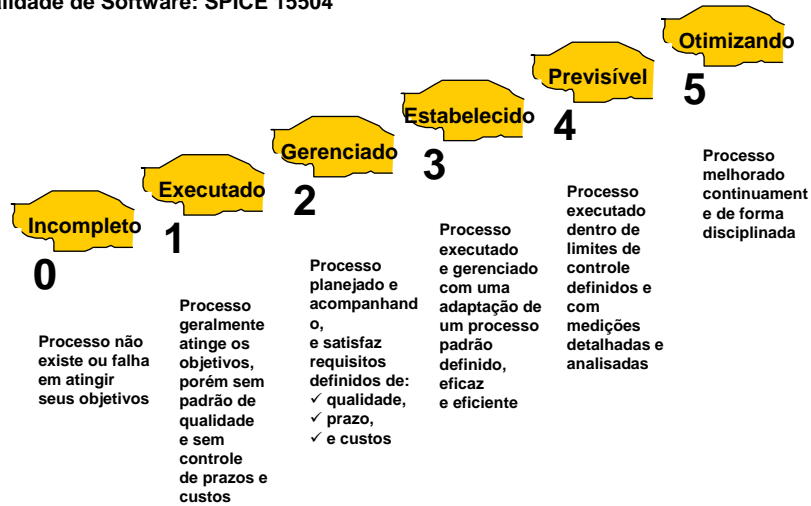 alidade de Software: SPICE 15504
Incompleto
0
Processo não
existe ou falha
em atingir
seus objetivos
Executado
1
Processo
geralmente
atinge os
objetivos,
porém sem
padrão de
qualidade
e sem
controle
de prazos e
custos
Gerenciado
2
Processo
planejado e
acompanhand
o,
e satisfaz
requisitos
definidos de:
✓ qualidade,
✓ prazo,
✓ e custos
Estabelecido
3
Processo
executado
e gerenciado
com uma
adaptação de
um processo
padrão
definido,
eficaz
e eficiente
Previsível
4
Processo
executado
dentro de
limites de
controle
definidos e
com
medições
detalhadas e
analisadas
Otimizando
5
Processo
melhorado
continuament
e de forma
disciplinada